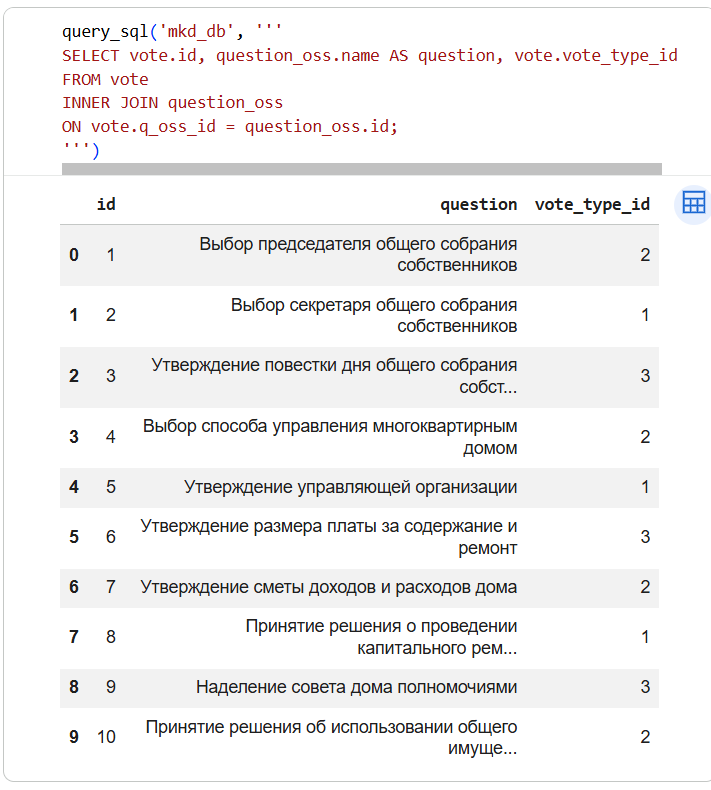 query_sql('mkd_db', '''
SELECT vote.id, question_oss.name AS question, vote.vote_type_id
FROM vote
INNER JOIN question_oss
ON vote.q_oss_id = question_oss.id;
''')
id question vote_type_id
0 1 Выбор председателя общего собрания
собственников 2
1 2 Выбор секретаря общего собрания
собственников 1
2 3 Утверждение повестки дня общего собрания
собст... 3
3 4 Выбор способа управления многоквартирным
домом 2
4 5 Утверждение управляющей организации 1
5 6 Утверждение размера платы за содержание и
ремонт 3
6 7 Утверждение сметы доходов и расходов дома 2
7 8 Принятие решения о проведении
капитального рем... 1
8 9 Наделение совета дома полномочиями 3
9 10 Принятие решения об использовании общего
имуще... 2